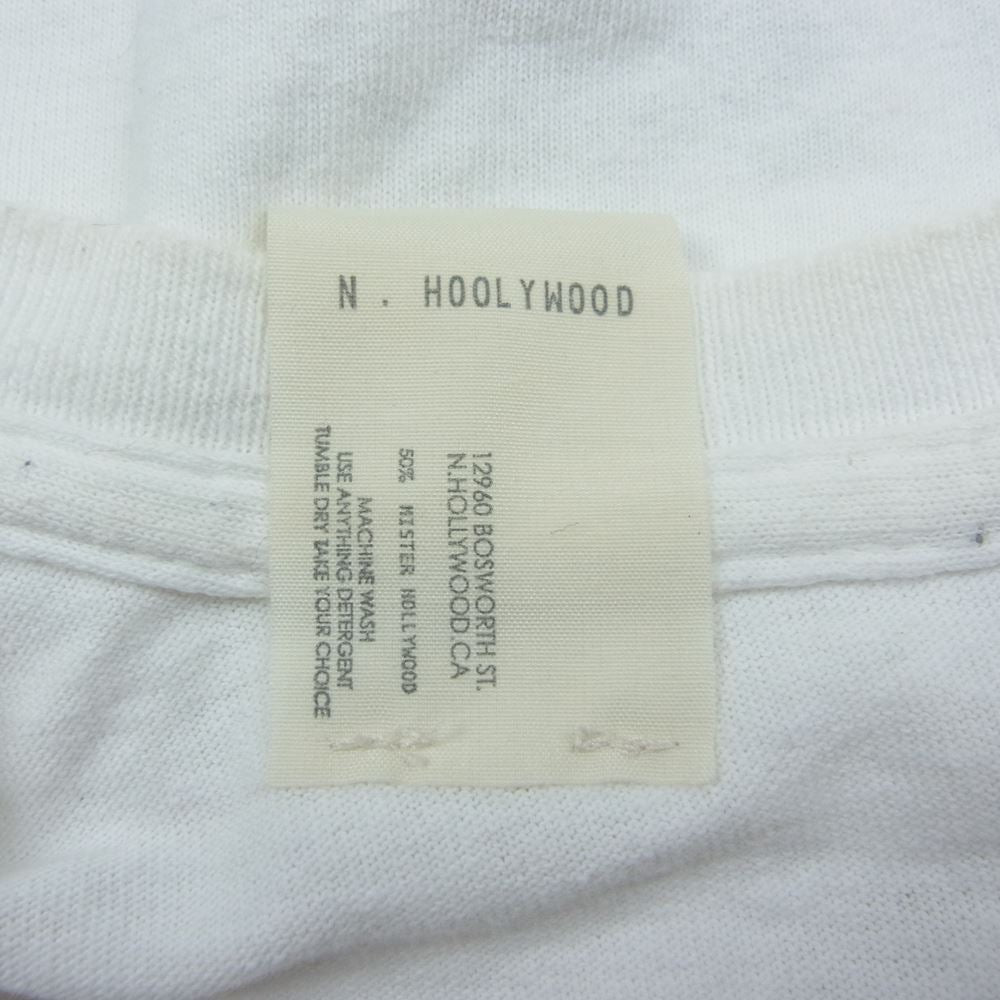 N. HOOLYWOOD
12960 BOSWORTH ST.
N.HOLLYWOOD.CA
50% MISTER HOLLYWOOD
MACHINE WASH
USE ANYTHING DETERGENT
TUMBLE DRY TAKE YOUR CHOICE